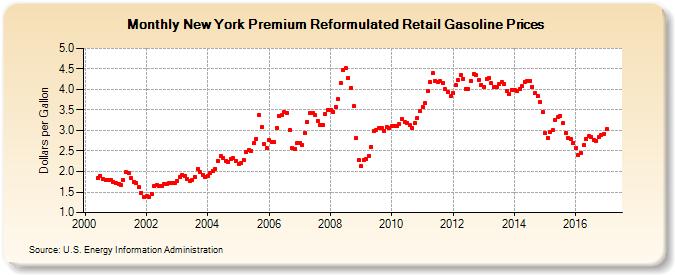 Monthly New York Premium Reformulated Retail Gasoline Prices
Dollars per Gallon
5.0
4.5
4.0
3.5
3.0
2.5
2.0
1.5
1.0
2000 2002 2004 2006 2008 2010 2012 2014 2016
Source: U.S. Energy Information Administration